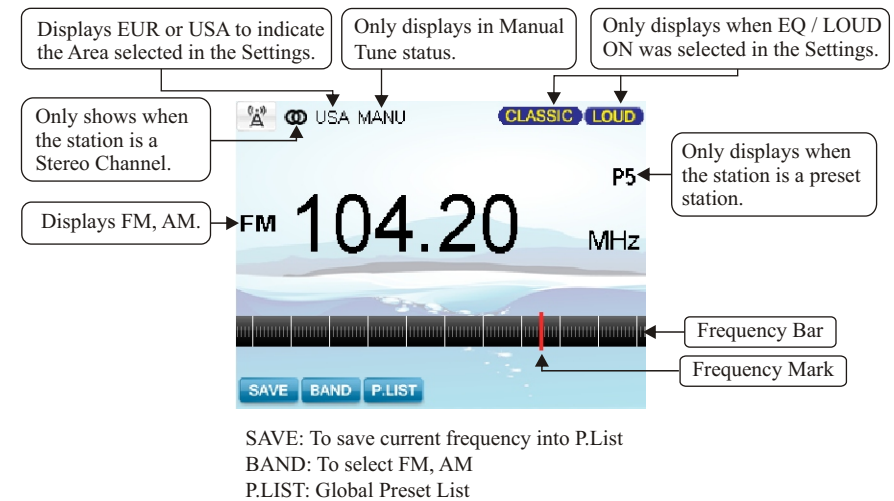 Displays EUR or USA to indicate
the Area selected in the Settings.
Only displays in Manual
Tune status.
Only displays when EQ / LOUD
ON was selected in the Settings.
Only shows when
the station is a
Stereo Channel.
USA MANU
CLASSIC LOUD
Only displays when
the station is a preset
station.
P5
Displays FM, AM.
FM 104.20 MHz
Frequency Bar
Frequency Mark
SAVE BAND P.LIST
SAVE: To save current frequency into P.List
BAND: To select FM, AM
P.LIST: Global Preset List